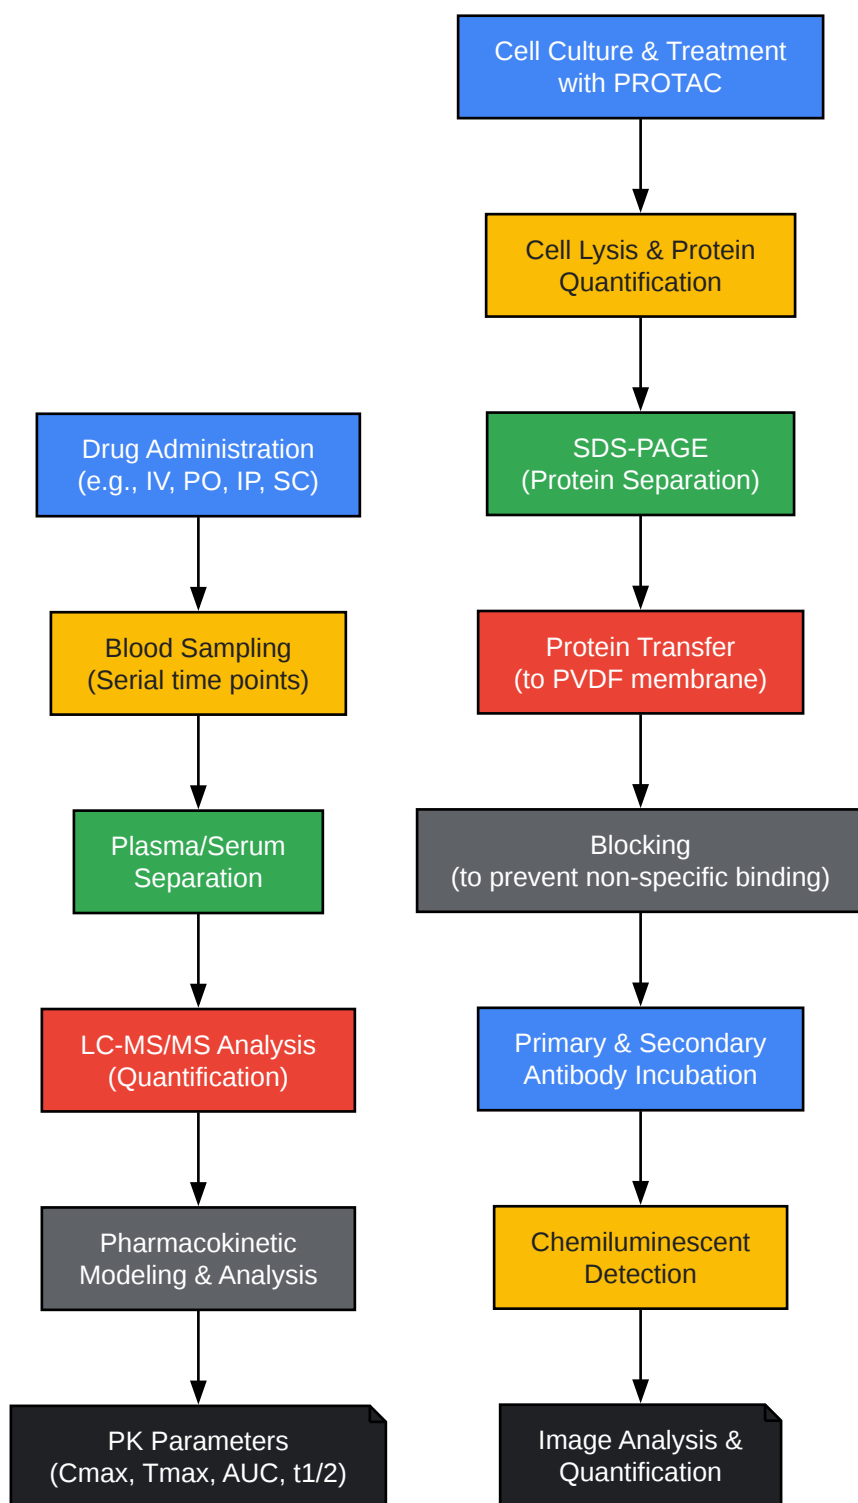 Cell Culture & Treatment
with PROTAC
Cell Lysis & Protein
Quantification
SDS-PAGE
(Protein Separation)
Protein Transfer
(to PVDF membrane)
Blocking
(to prevent non-specific binding)
Primary & Secondary
Antibody Incubation
Chemiluminescent
Detection
Image Analysis &
Quantification
Drug Administration
(e.g., IV, PO, IP, SC)
Blood Sampling
(Serial time points)
Plasma/Serum
Separation
LC-MS/MS Analysis
(Quantification)
Pharmacokinetic
Modeling & Analysis
PK Parameters
(Cmax, Tmax, AUC, t1/2)